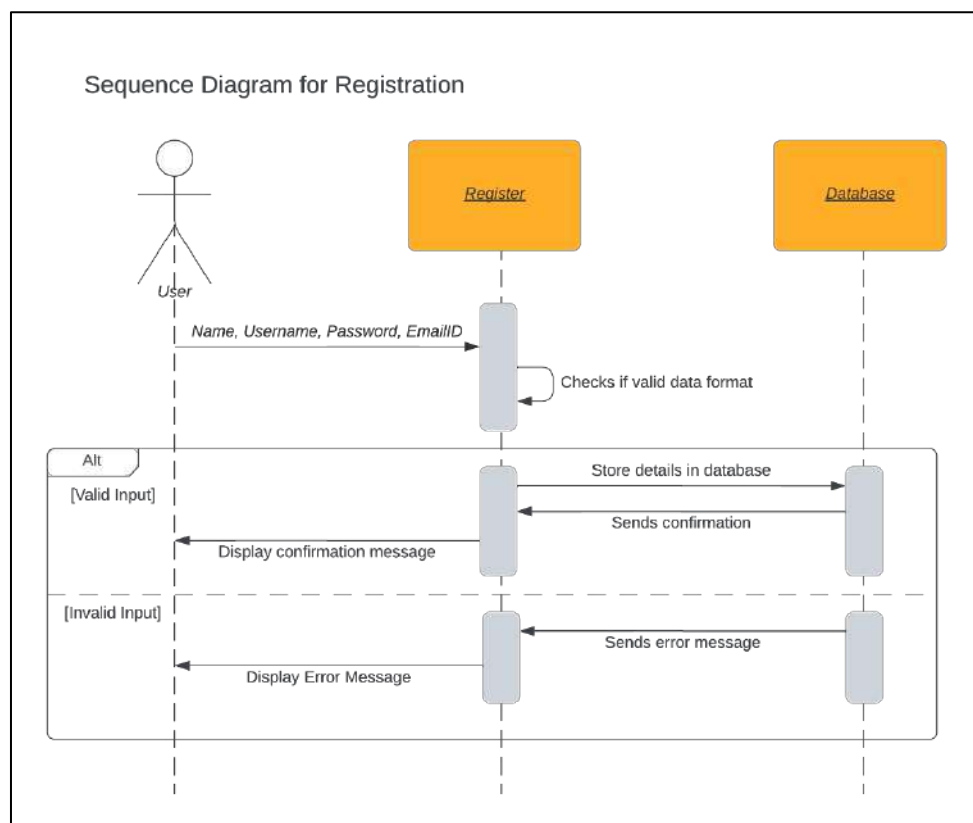 Sequence Diagram for Registration
Register
Database
User
Name, Username, Password, EmailID
Checks if valid data format
Alt
[Valid Input]
Store details in database
Sends confirmation
Display confirmation message
[Invalid Input]
Sends error message
Display Error Message